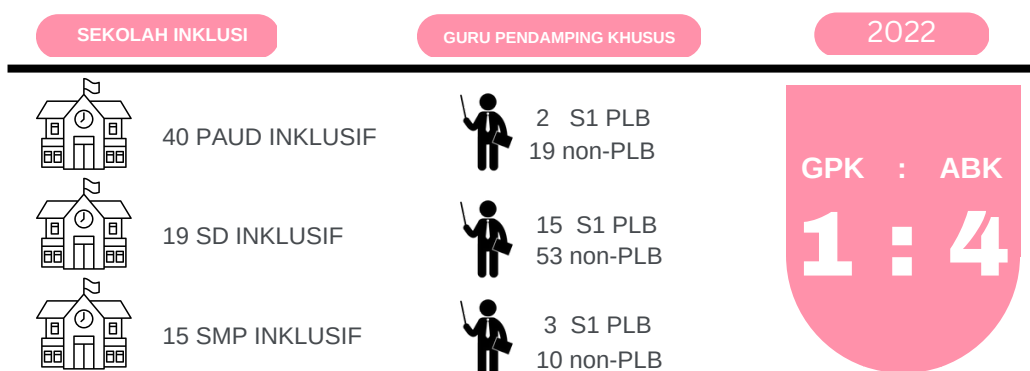 SEKOLAH INKLUSI
GURU PENDAMPING KHUSUS
2022
40 PAUD INKLUSIF
2 S1 PLB
19 non-PLB
19 SD INKLUSIF
15 S1 PLB
53 non-PLB
15 SMP INKLUSIF
3 S1 PLB
10 non-PLB
GPK : ABK
1 : 4